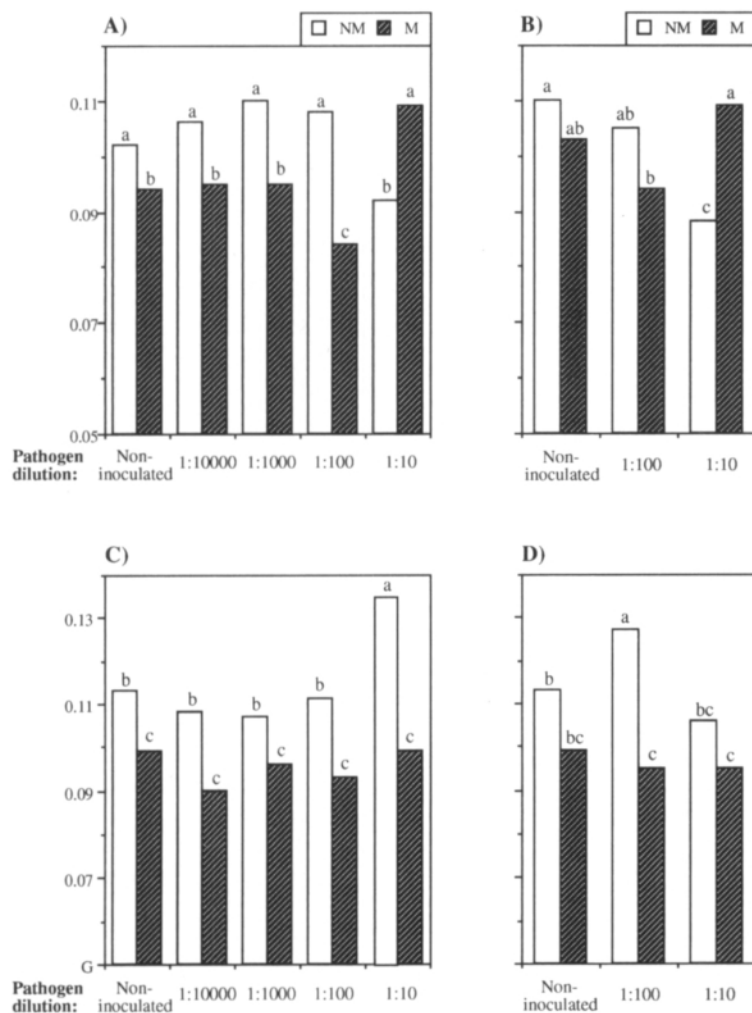 A)
NM M
B)
NM M
a
a
a
a
a
b
b
b
b
c
0.11
0.09
0.07
0.05
a
ab
ab
b
a
c
Pathogen dilution:
Non-inoculated
1:10000
1:1000
1:100
1:10
Non-inoculated
1:100
1:10
C)
D)
a
b
b
b
b
c
c
c
c
c
0.13
0.11
0.09
0.07
G
a
b
bc
bc
c
c
Pathogen dilution:
Non-inoculated
1:10000
1:1000
1:100
1:10
Non-inoculated
1:100
1:10